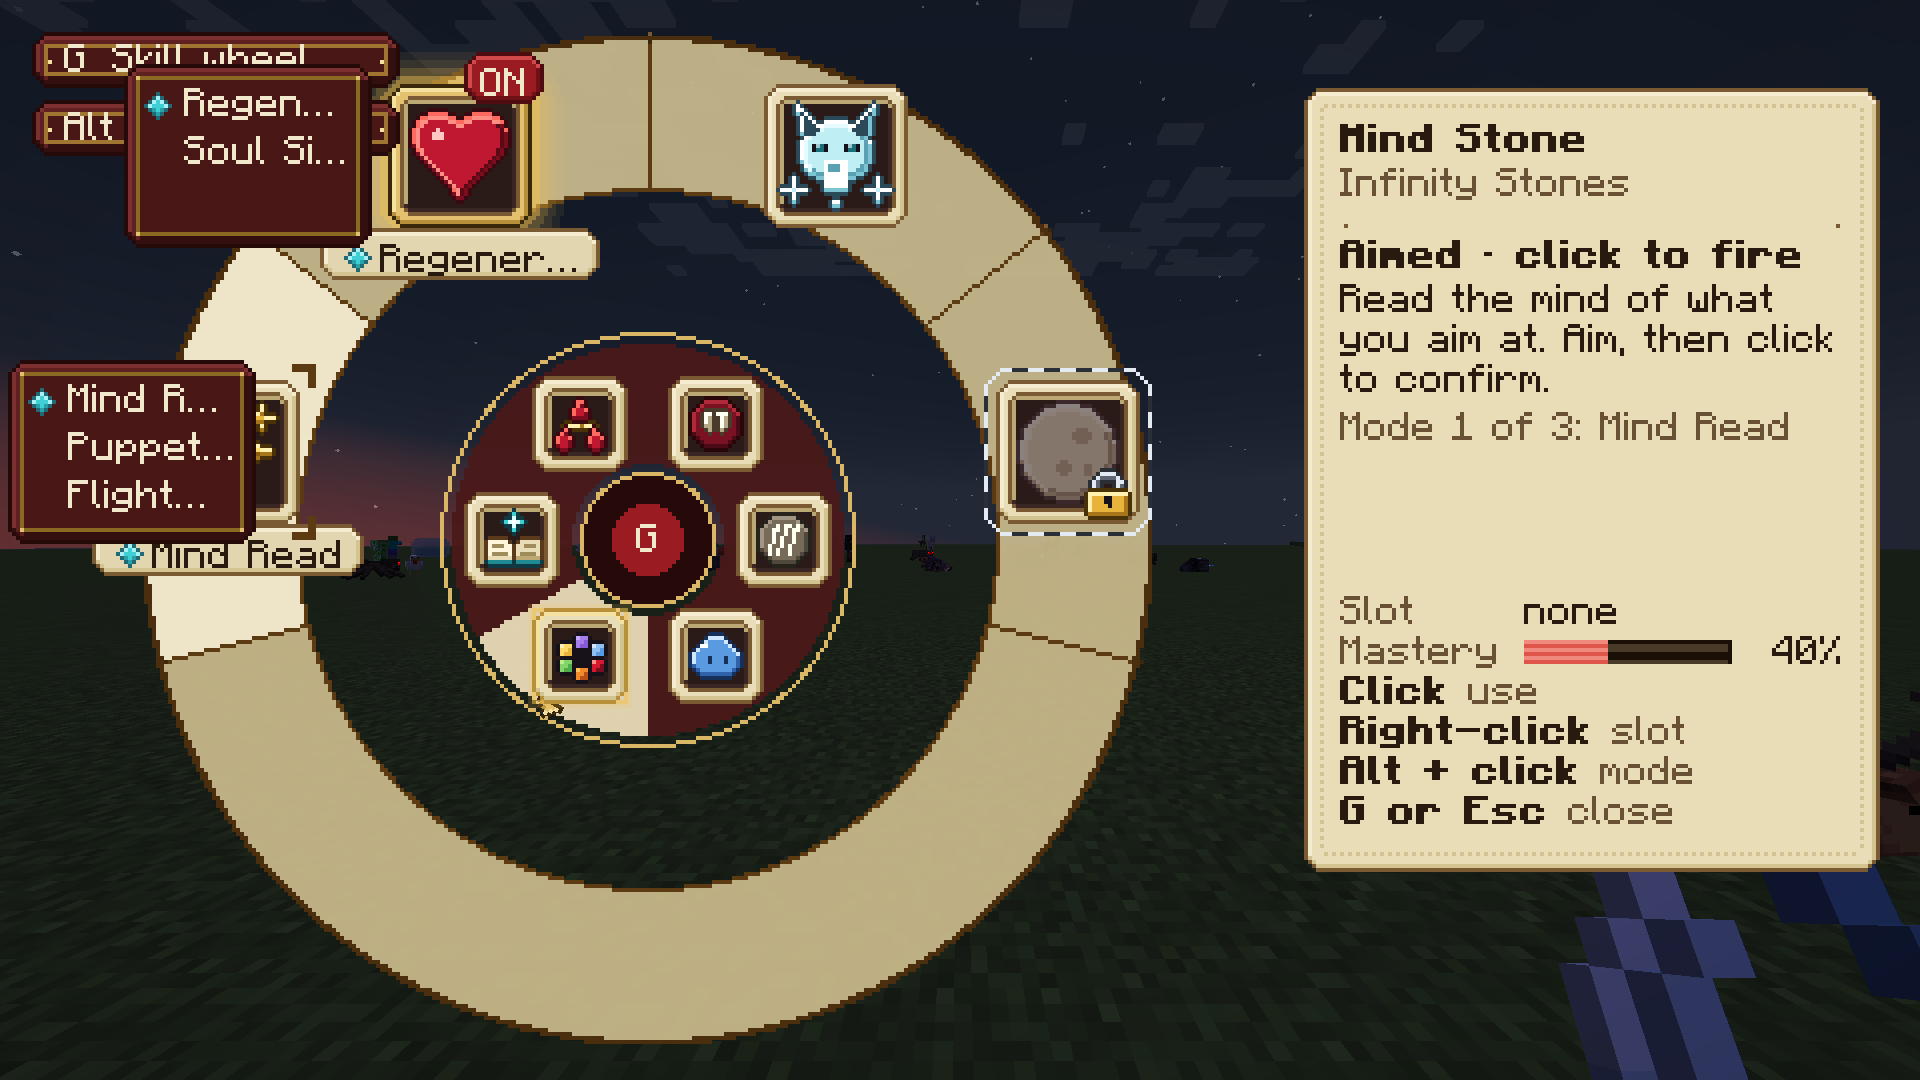 G Skill wheel
Alt
Regen...
Soul Si...
ON
Regener...
Mind R...
Puppet...
Flight...
Mind Read
G
Mind Stone
Infinity Stones
Aimed · click to fire
Read the mind of what
you aim at. Aim, then click
to confirm.
Mode 1 of 3: Mind Read
Slot none
Mastery 40%
Click use
Right-click slot
Alt + click mode
G or Esc close